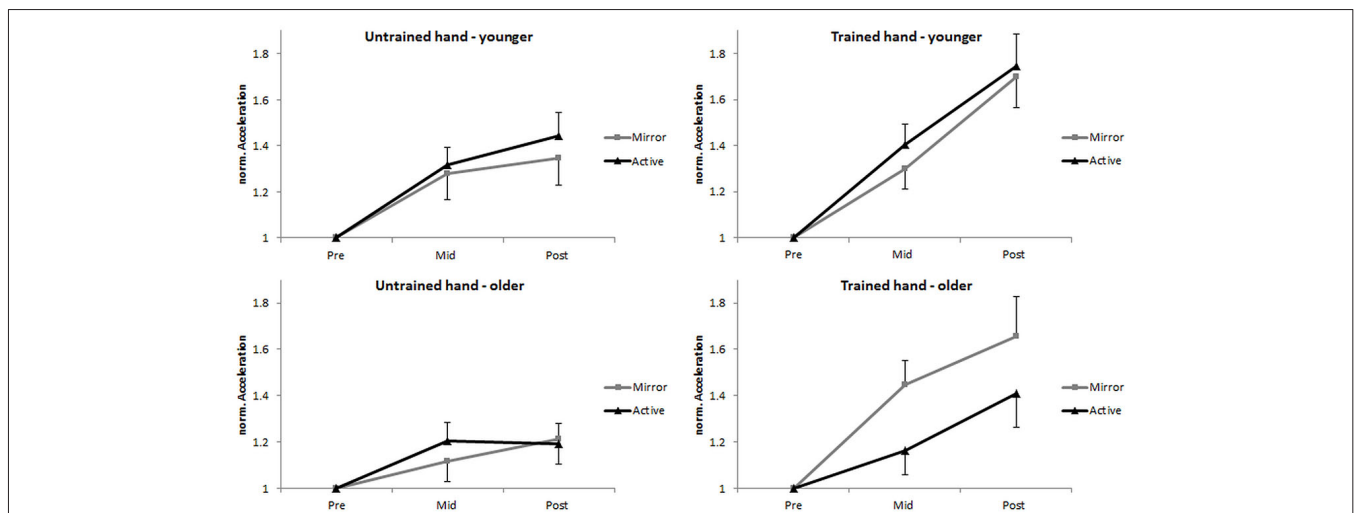 Untrained hand - younger
1.8
1.6
1.4
1.2
1
norm. Acceleration
Pre
Mid
Post
Mirror
Active
Trained hand - younger
1.8
1.6
1.4
1.2
1
norm. Acceleration
Pre
Mid
Post
Mirror
Active
Untrained hand - older
1.8
1.6
1.4
1.2
1
norm. Acceleration
Pre
Mid
Post
Mirror
Active
Trained hand - older
1.8
1.6
1.4
1.2
1
norm. Acceleration
Pre
Mid
Post
Mirror
Active